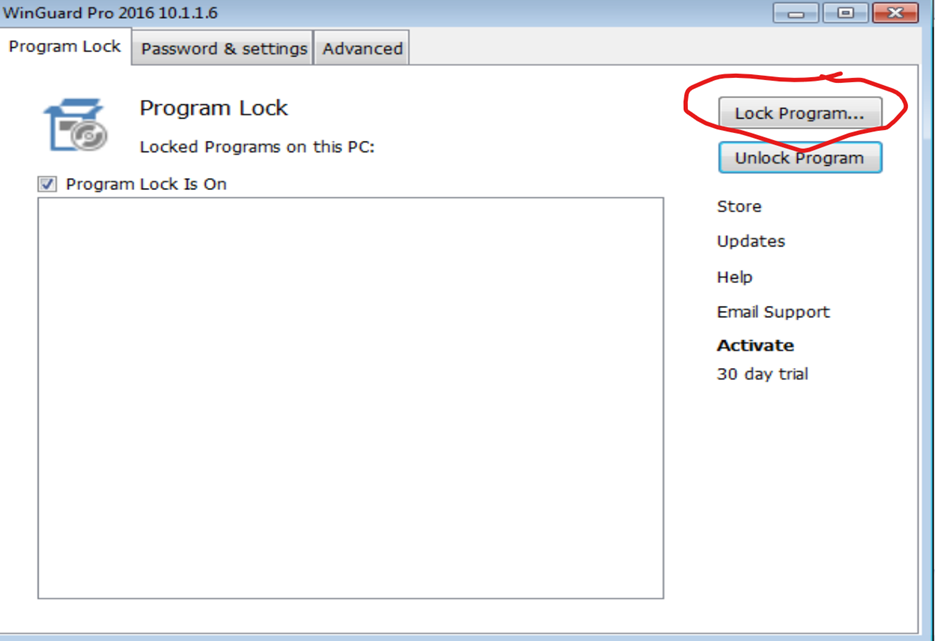 WinGuard Pro 2016 10.1.1.6
Program Lock
Password & settings
Advanced
Program Lock
Locked Programs on this PC:
Program Lock Is On
Lock Program...
Unlock Program
Store
Updates
Help
Email Support
Activate
30 day trial